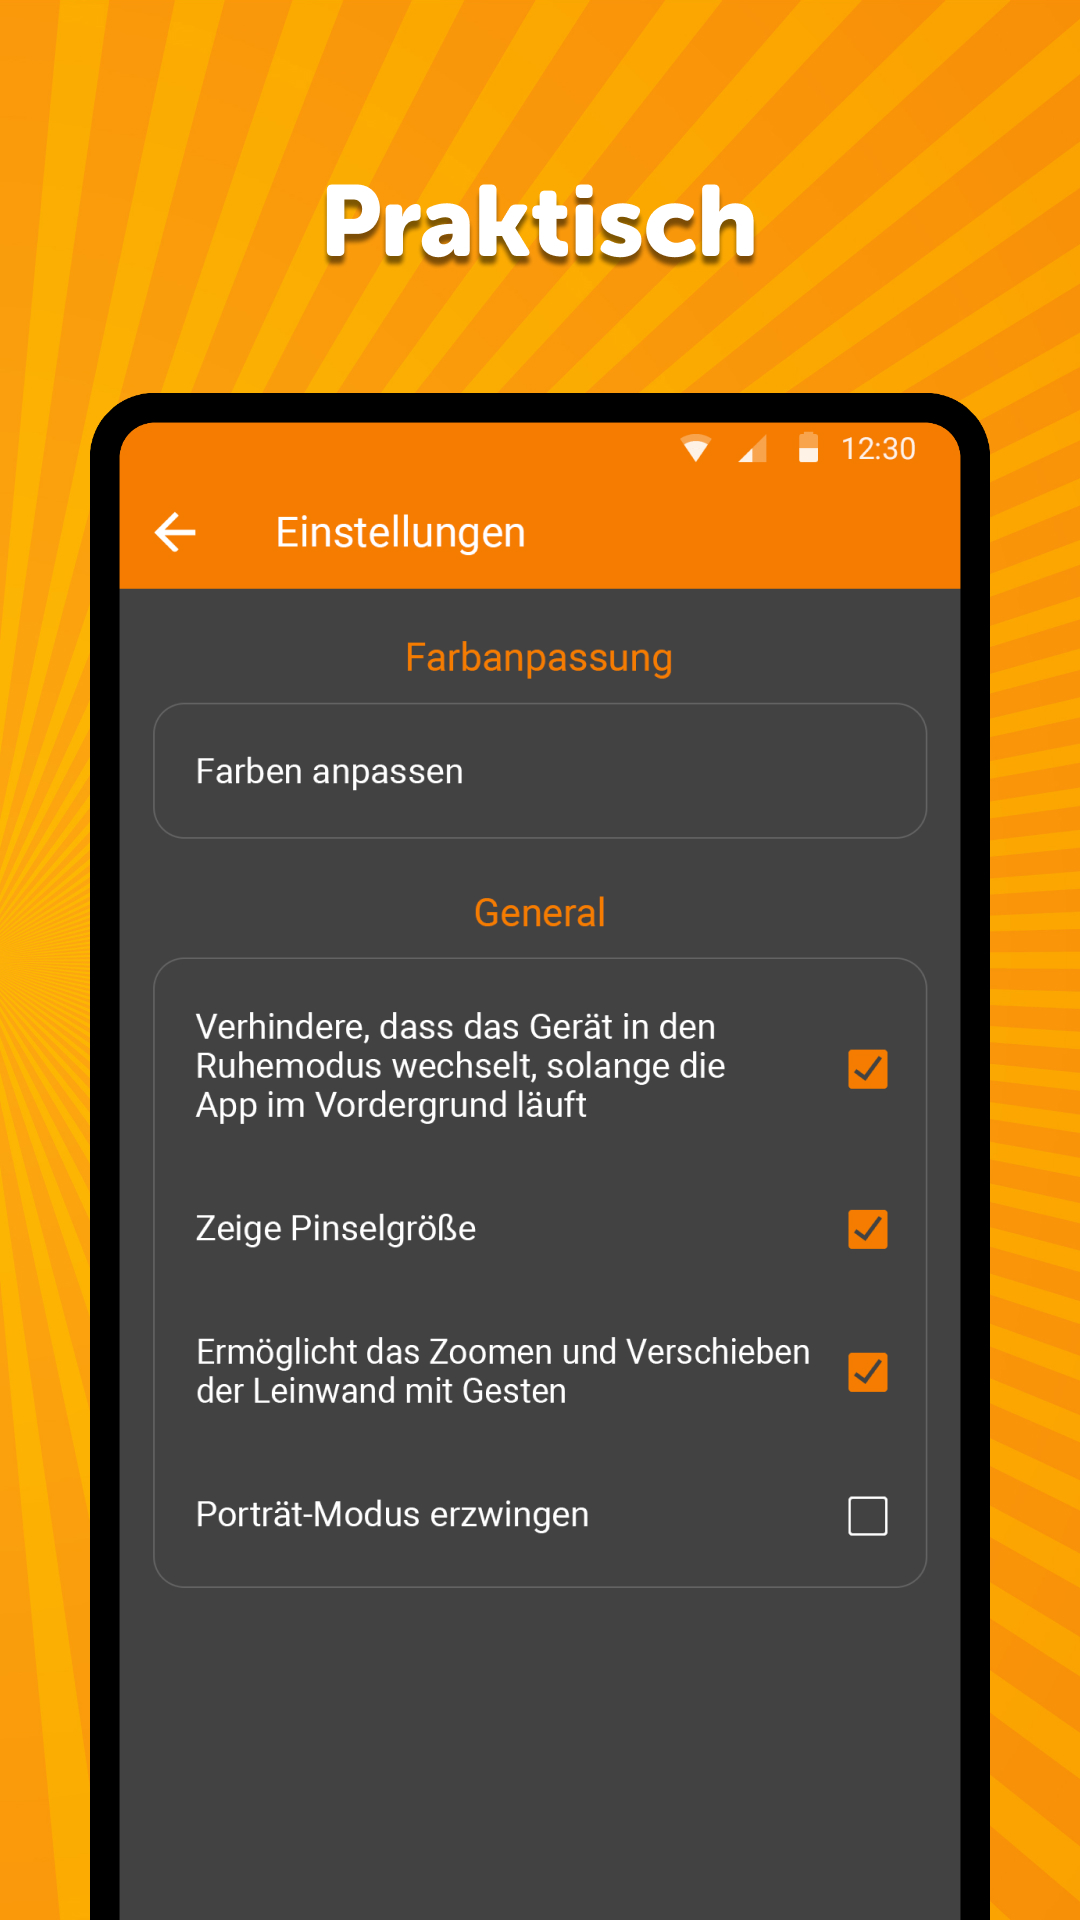 Praktisch
12:30
Einstellungen
Farbanpassung
Farben anpassen
General
Verhindere, dass das Gerät in den
Ruhemodus wechselt, solange die
App im Vordergrund läuft
Zeige Pinselgröße
Ermöglicht das Zoomen und Verschieben
der Leinwand mit Gesten
Porträt-Modus erzwingen